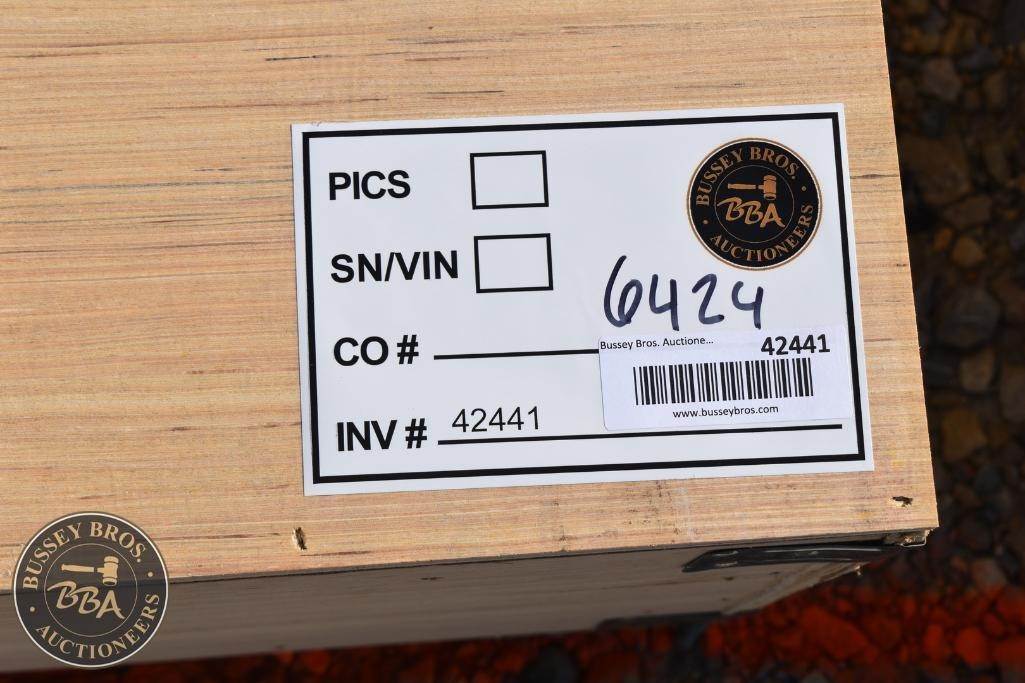 PICS
BUSSEY BROS.
BBA
AUCTIONEERS
SN/VIN
6424
CO #
Bussey Bros. Auctione... 42441
www.busseybros.com
INV # 42441
BUSSEY BROS.
BBA
AUCTIONEERS